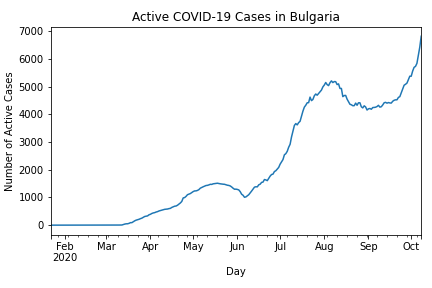 Active COVID-19 Cases in Bulgaria
Number of Active Cases
7000
6000
5000
4000
3000
2000
1000
0
Feb Mar Apr May Jun Jul Aug Sep Oct
2020
Day